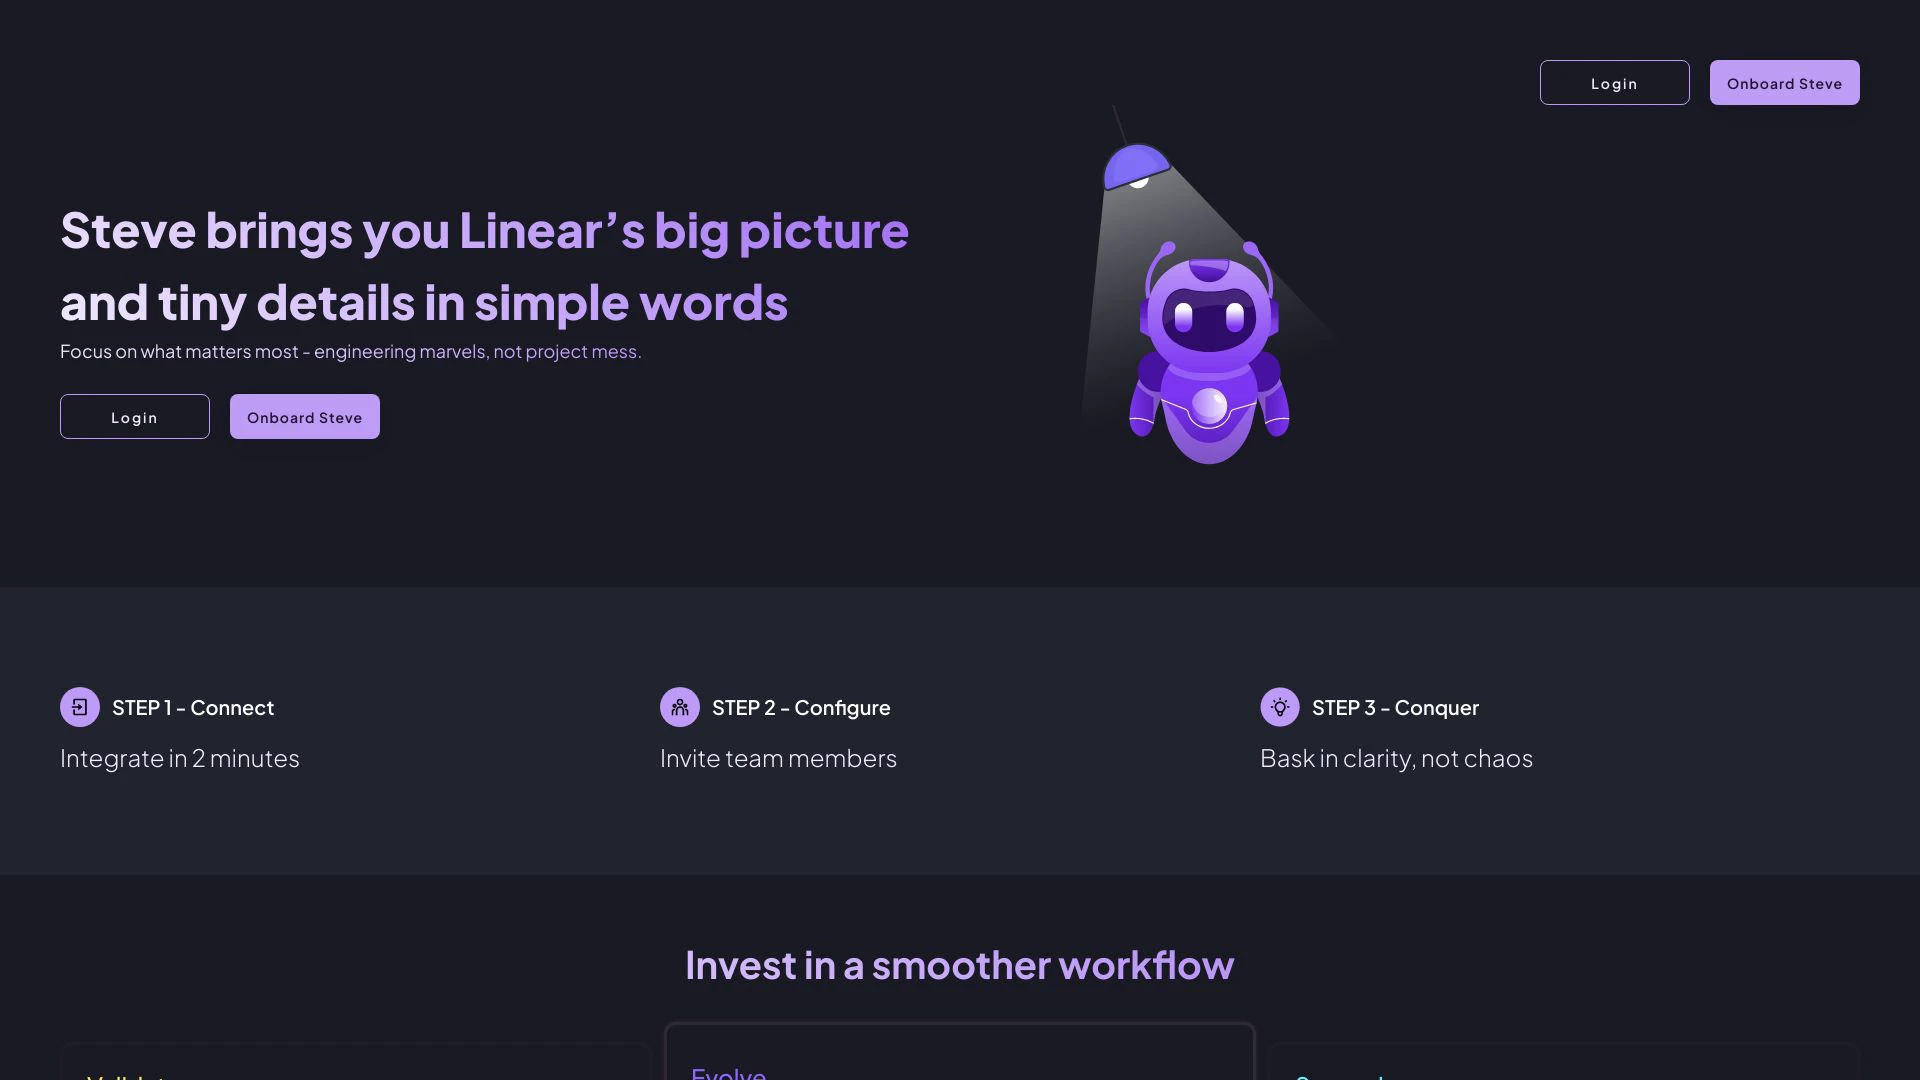 Login
Onboard Steve
Steve brings you Linear’s big picture
and tiny details in simple words
Focus on what matters most - engineering marvels, not project mess.
Login
Onboard Steve
STEP 1 - Connect
Integrate in 2 minutes
STEP 2 - Configure
Invite team members
STEP 3 - Conquer
Bask in clarity, not chaos
Invest in a smoother workflow
Evolve